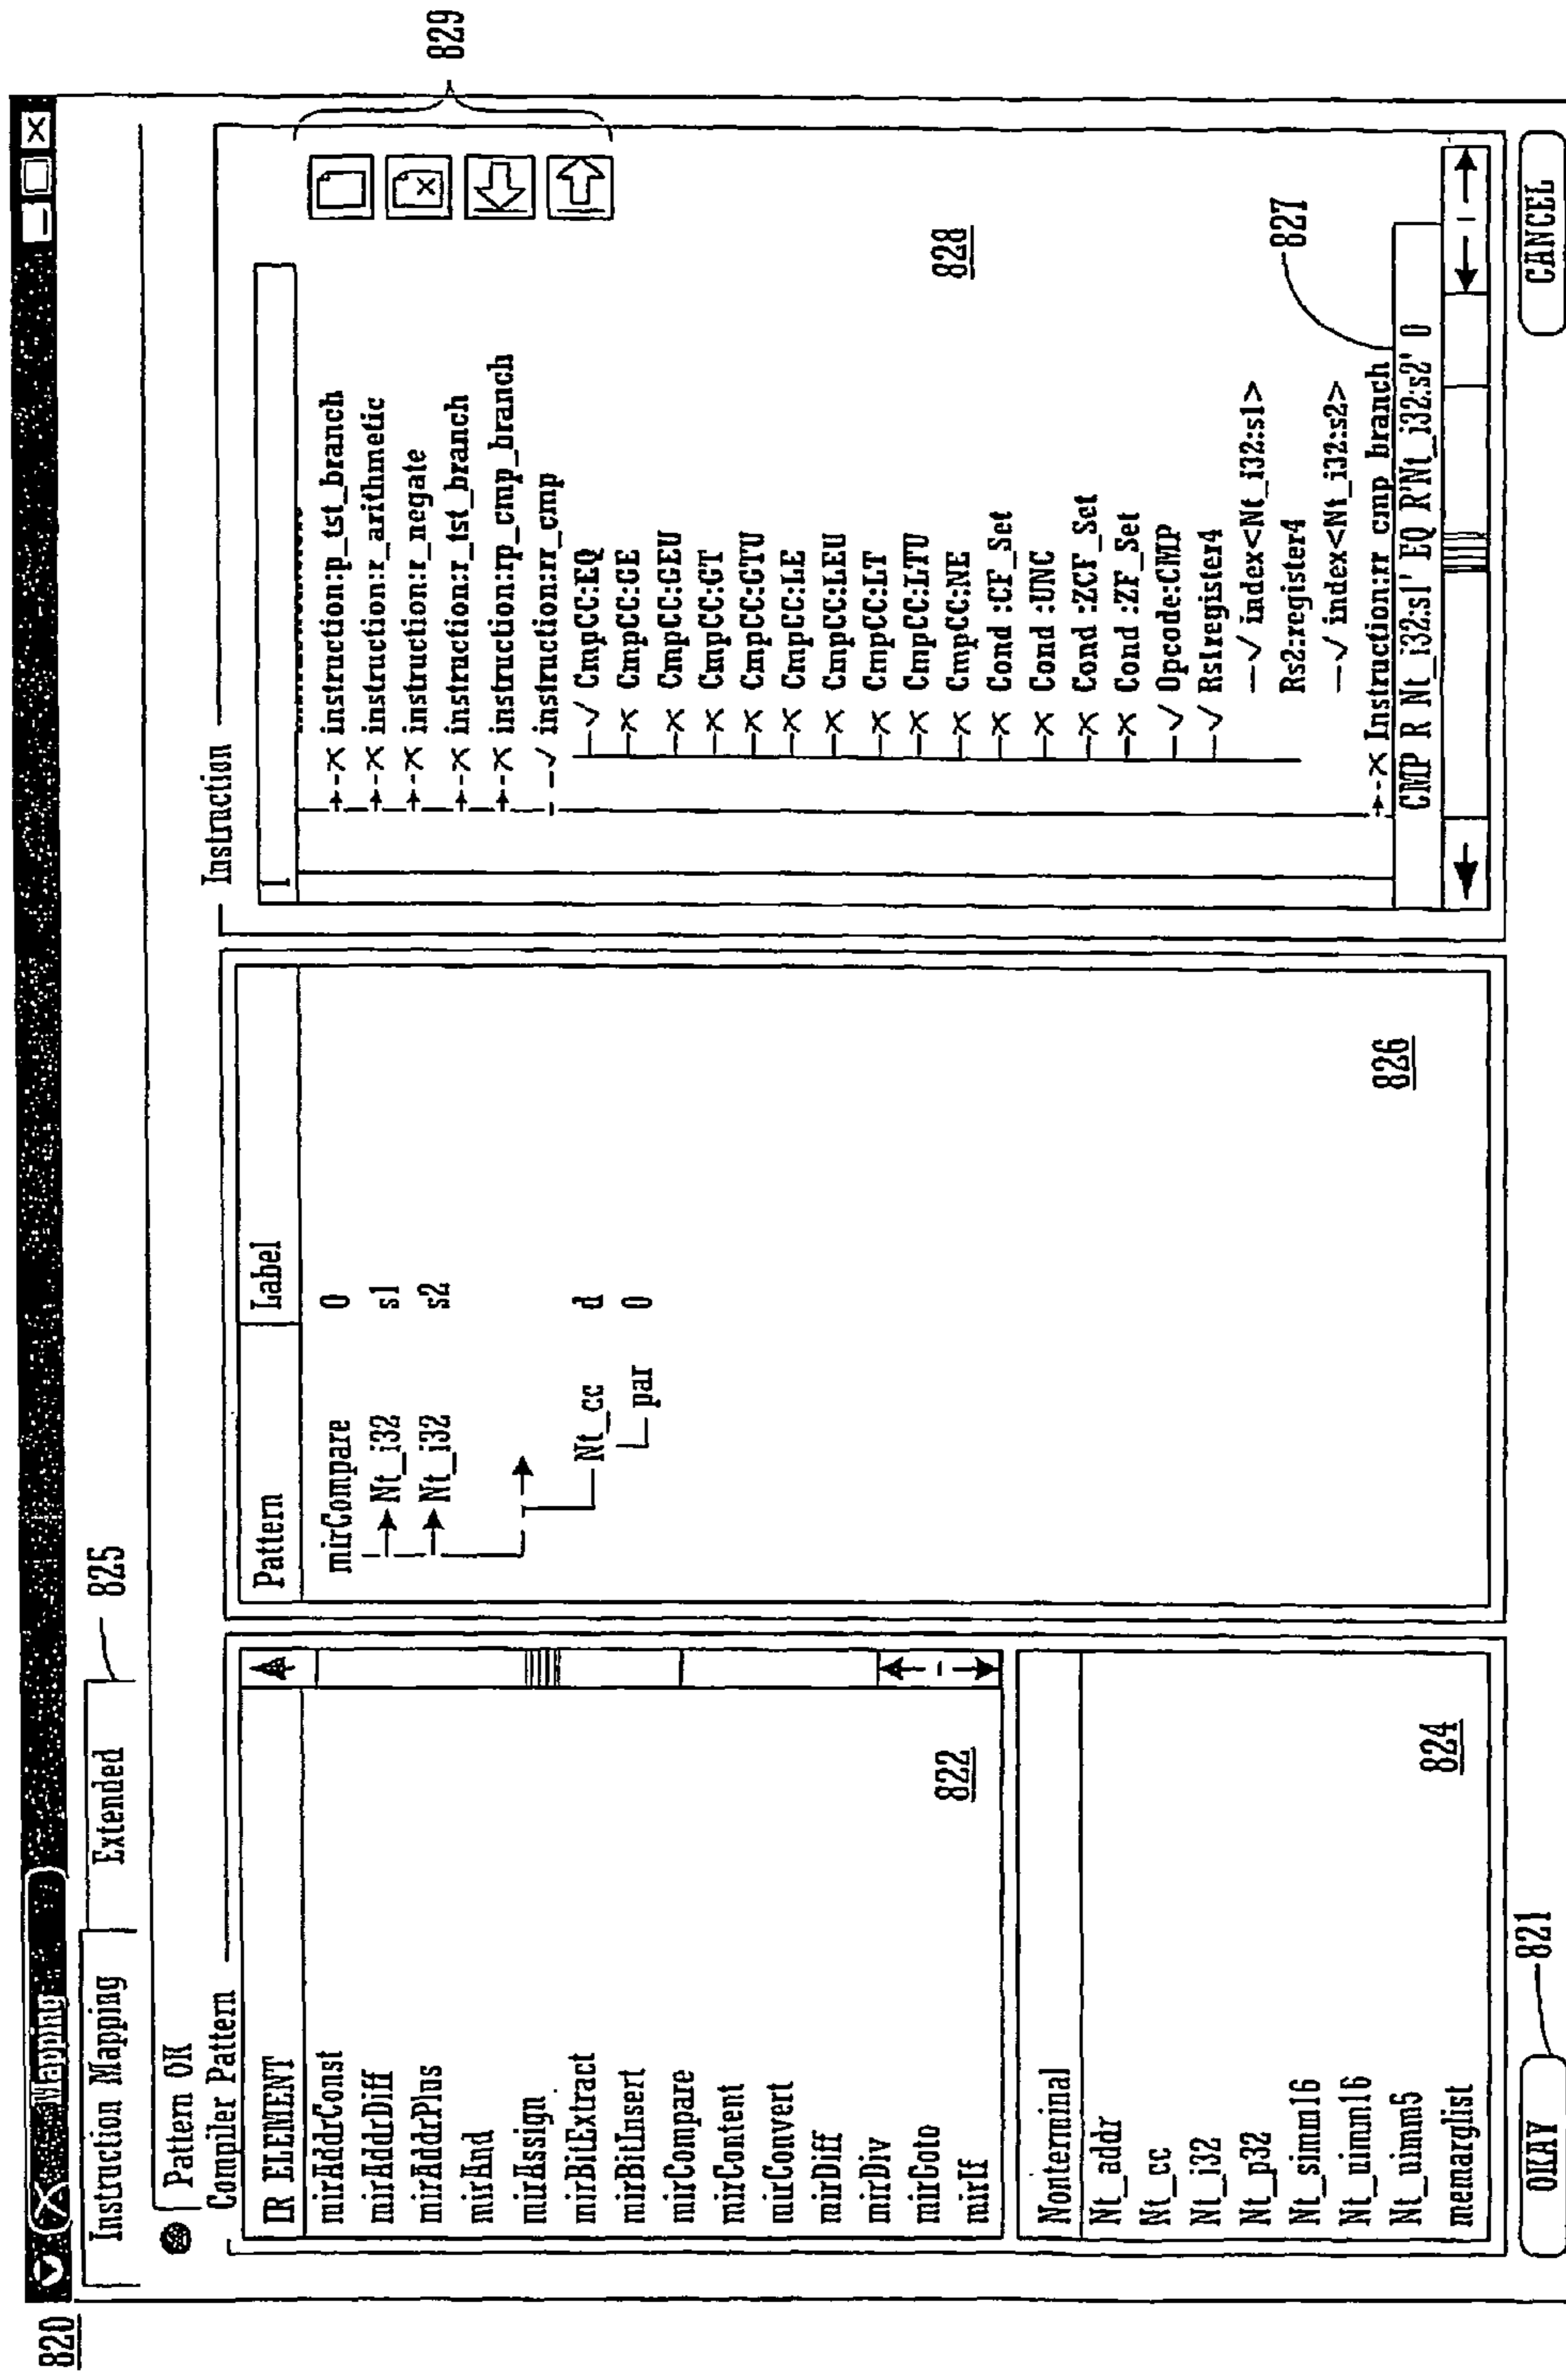 820
Mapping
Instruction Mapping
Extended
825
Pattern OK
Compiler Pattern
IR ELEMENT
mirAddrConst
mirAddrDiff
mirAddrPlus
mirAnd
mirAssign
mirBitExtract
mirBitInsert
mirCompare
mirContent
mirConvert
mirDiff
mirDiv
mirGoto
mirIf
822
Nonterminal
Nt_addr
Nt_cc
Nt_i32
Nt_p32
Nt_simm16
Nt_uimm16
Nt_uimm5
memarglist
824
Pattern Label
mirCompare 0
Nt_i32 s1
Nt_i32 s2
Nt_cc d
par 0
826
Instruction
1
instruction:p_tst_branch
instruction:r_arithmetic
instruction:r_negate
instruction:r_tst_branch
instruction:rp_cmp_branch
instruction:rr_cmp
CmpCC:EQ
CmpCC:GE
CmpCC:GEU
CmpCC:GT
CmpCC:GTU
CmpCC:LE
CmpCC:LEU
CmpCC:LT
CmpCC:LTU
CmpCC:NE
Cond :CF_Set
Cond :UNC
Cond :ZCF_Set
Cond :ZF_Set
Opcode:CMP
Rs1:register4
index<Nt_i32:s1>
Rs2:register4
index<Nt_i32:s2>
Instruction:rr cmp branch
CMP R Nt_i32:s1' EQ R'Nt_i32:s2' 0
827
828
829
OKAY
821
CANCEL